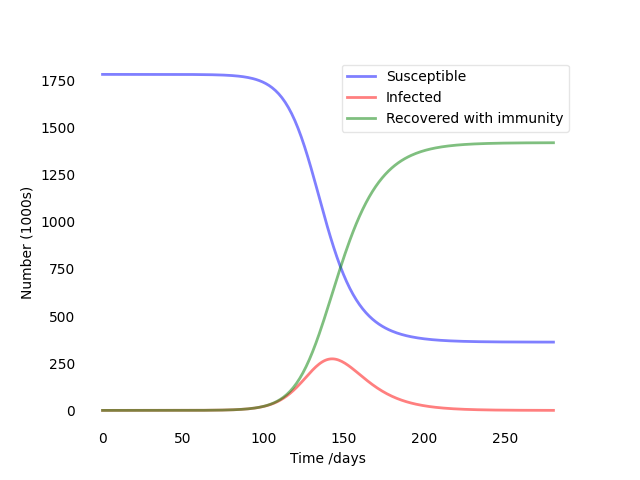 Susceptible
Infected
Recovered with immunity
1750
1500
1250
1000
750
500
250
0
Number (1000s)
0 50 100 150 200 250
Time /days